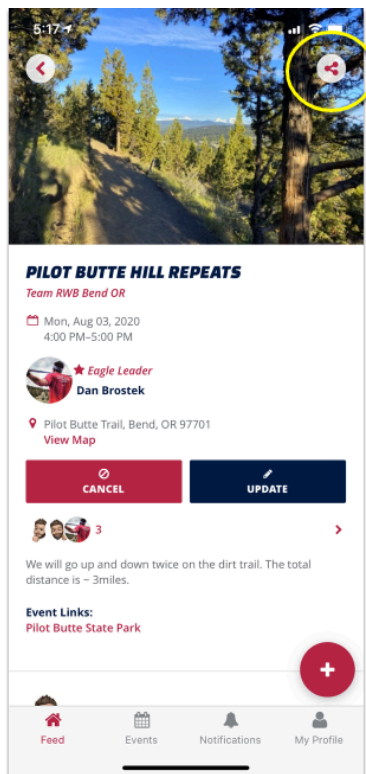 5:17
PILOT BUTTE HILL REPEATS
Team RWB Bend OR
Mon, Aug 03, 2020
4:00 PM–5:00 PM
Eagle Leader
Dan Brostek
Pilot Butte Trail, Bend, OR 97701
View Map
CANCEL
UPDATE
3
We will go up and down twice on the dirt trail. The total
distance is ~ 3miles.
Event Links:
Pilot Butte State Park
+
Feed
Events
Notifications
My Profile